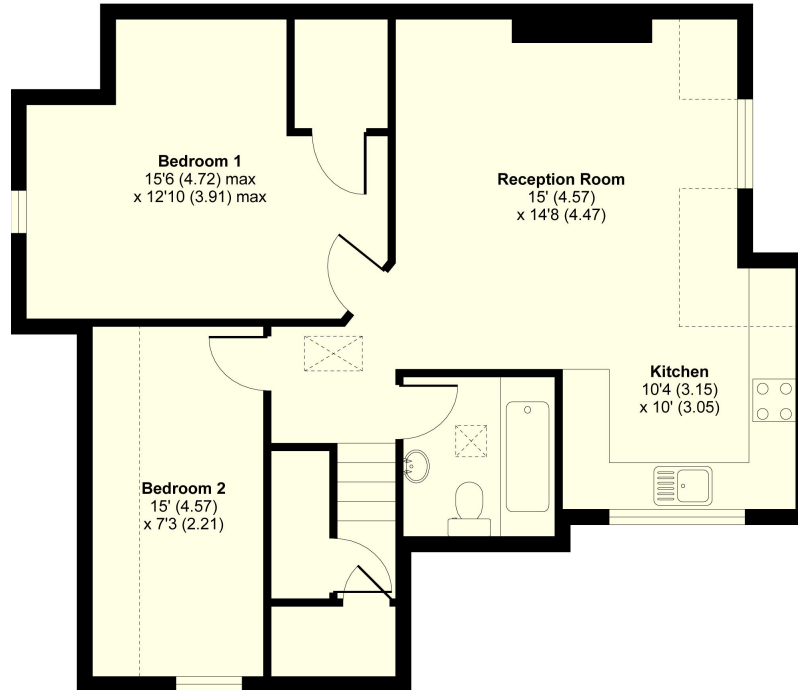 Bedroom 1
15'6 (4.72) max
x 12'10 (3.91) max
Reception Room
15' (4.57)
x 14'8 (4.47)
Kitchen
10'4 (3.15)
x 10' (3.05)
Bedroom 2
15' (4.57)
x 7'3 (2.21)